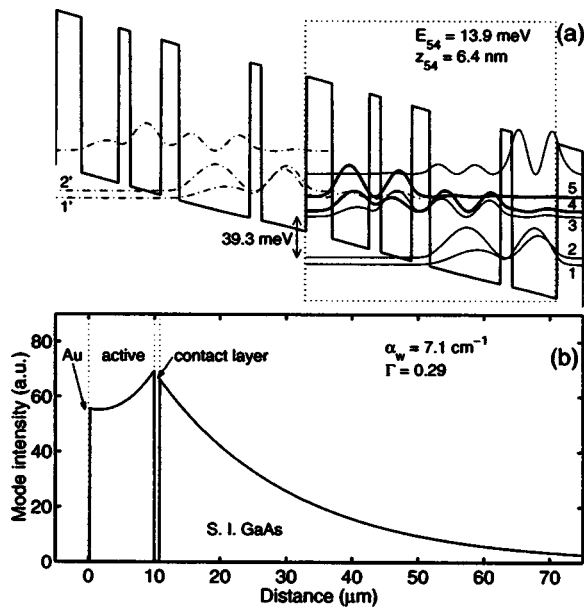 (a)
E54 = 13.9 meV
z54 = 6.4 nm
2'
1'
39.3 meV
5
4
3
2
1
(b)
Au
active
contact layer
αw = 7.1 cm⁻¹
Γ = 0.29
S. I. GaAs
Mode intensity (a.u.)
80
60
40
20
0
0 10 20 30 40 50 60 70
Distance (μm)